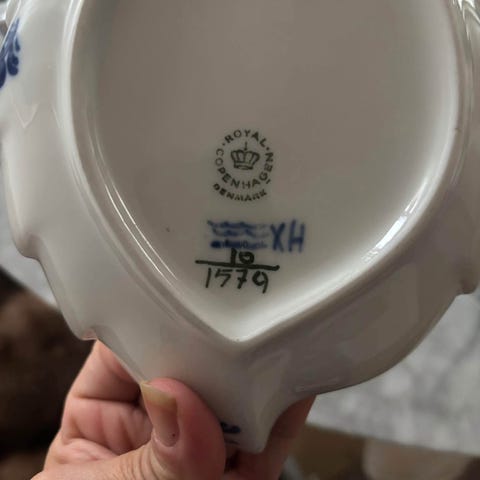 ROYAL
COPENHAGEN
DENMARK
XH
10
1579